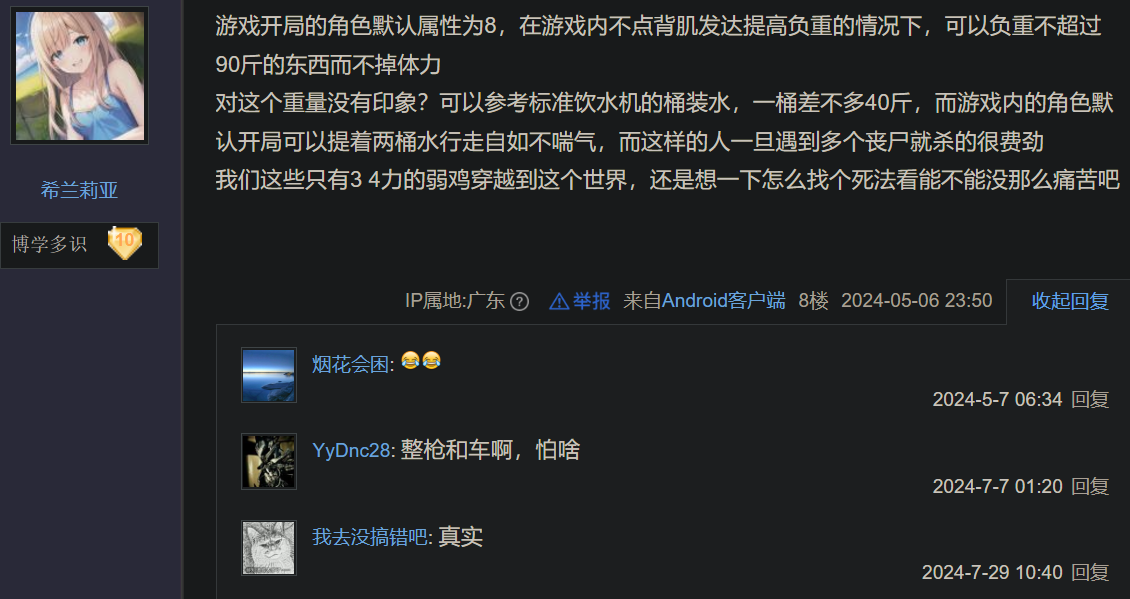 游戏开局的角色默认属性为8，在游戏内不点背肌发达提高负重的情况下，可以负重不超过
90斤的东西而不掉体力
对这个重量没有印象？可以参考标准饮水机的桶装水，一桶差不多40斤，而游戏内的角色默
认开局可以提着两桶水行走自如不喘气，而这样的人一旦遇到多个丧尸就杀的很费劲
我们这些只有3 4力的弱鸡穿越到这个世界，还是想一下怎么找个死法看能不能没那么痛苦吧
希兰莉亚
博学多识 10
IP属地:广东 ? 举报 来自Android客户端 8楼 2024-05-06 23:50 收起回复
烟花会困:
2024-5-7 06:34 回复
YyDnc28: 整枪和车啊，怕啥
2024-7-7 01:20 回复
我去没搞错吧: 真实
2024-7-29 10:40 回复